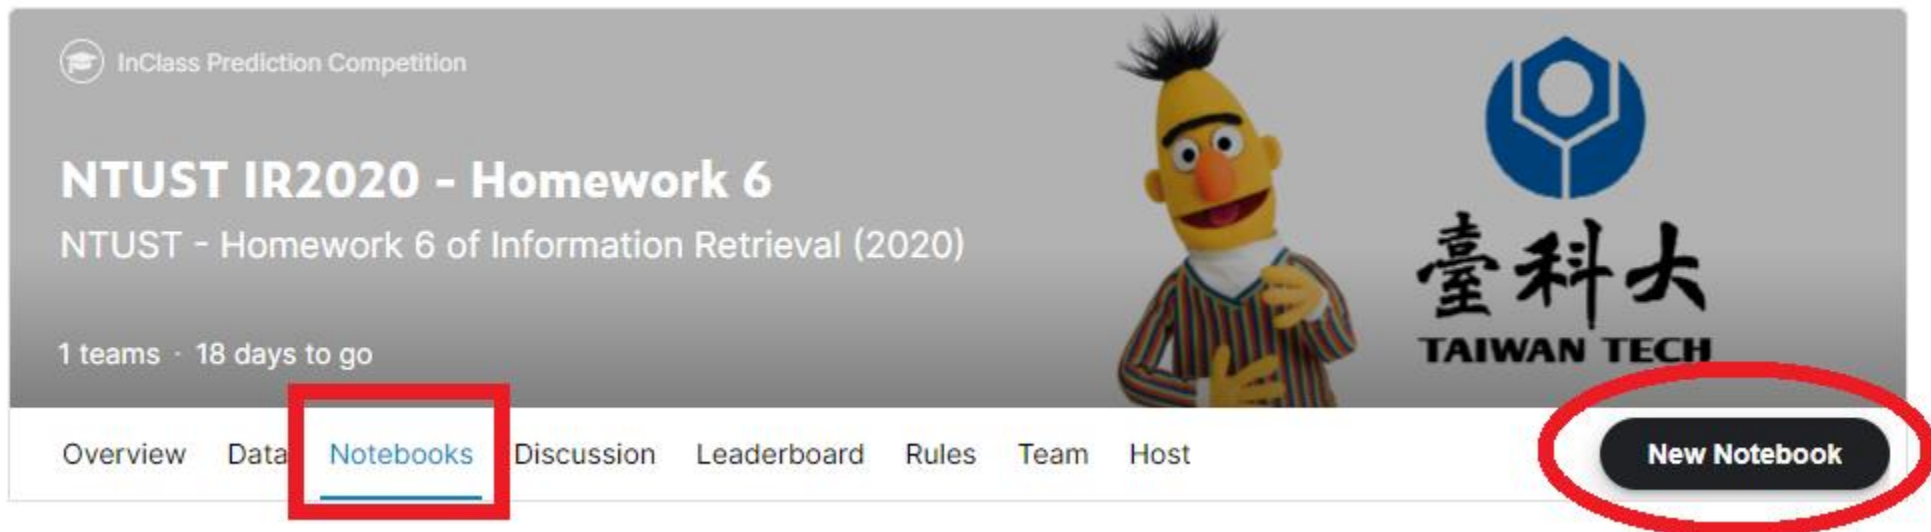 InClass Prediction Competition
NTUST IR2020 - Homework 6
NTUST - Homework 6 of Information Retrieval (2020)
1 teams · 18 days to go
臺科大
TAIWAN TECH
Overview Data Notebooks Discussion Leaderboard Rules Team Host New Notebook